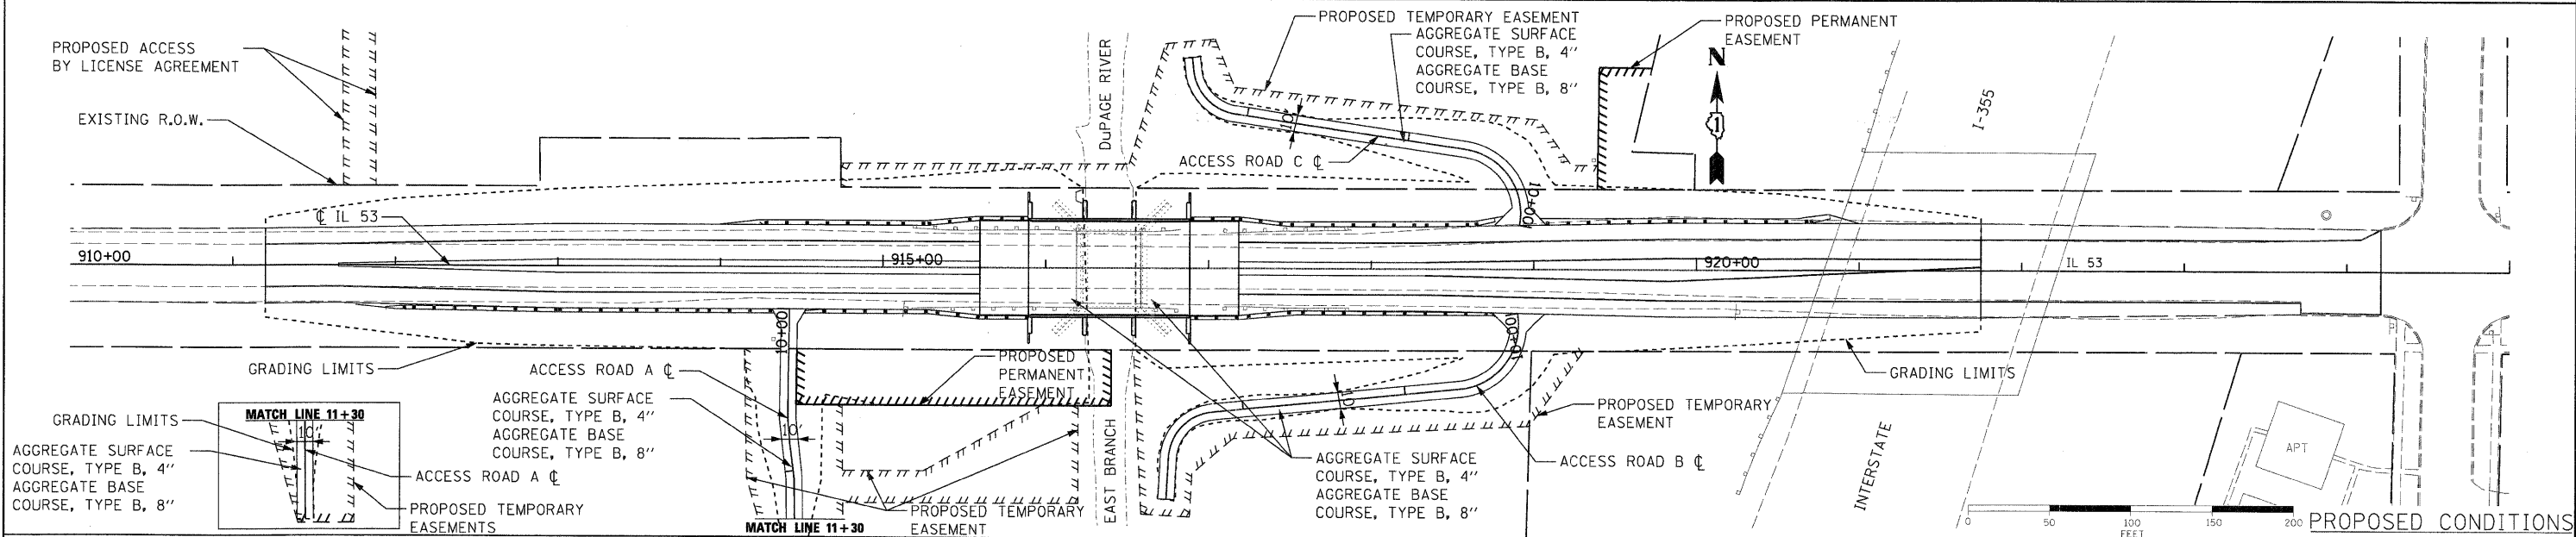 PROPOSED ACCESS
BY LICENSE AGREEMENT
EXISTING R.O.W.
℄ IL 53
910+00
GRADING LIMITS
GRADING LIMITS
AGGREGATE SURFACE
COURSE, TYPE B, 4"
AGGREGATE BASE
COURSE, TYPE B, 8"
MATCH LINE 11+30
10'
ACCESS ROAD A ℄
PROPOSED TEMPORARY
EASEMENTS
ACCESS ROAD A ℄
AGGREGATE SURFACE
COURSE, TYPE B, 4"
AGGREGATE BASE
COURSE, TYPE B, 8"
10+00
10'
MATCH LINE 11+30
915+00
PROPOSED
PERMANENT
EASEMENT
PROPOSED TEMPORARY
EASEMENT
DuPAGE RIVER
EAST BRANCH
PROPOSED TEMPORARY EASEMENT
AGGREGATE SURFACE
COURSE, TYPE B, 4"
AGGREGATE BASE
COURSE, TYPE B, 8"
10'
ACCESS ROAD C ℄
10+00
PROPOSED PERMANENT
EASEMENT
N
1
920+00
IL 53
10+00
10'
AGGREGATE SURFACE
COURSE, TYPE B, 4"
AGGREGATE BASE
COURSE, TYPE B, 8"
PROPOSED TEMPORARY
EASEMENT
ACCESS ROAD B ℄
GRADING LIMITS
I-355
INTERSTATE
APT
0 50 100 150 200
FEET
PROPOSED CONDITIONS